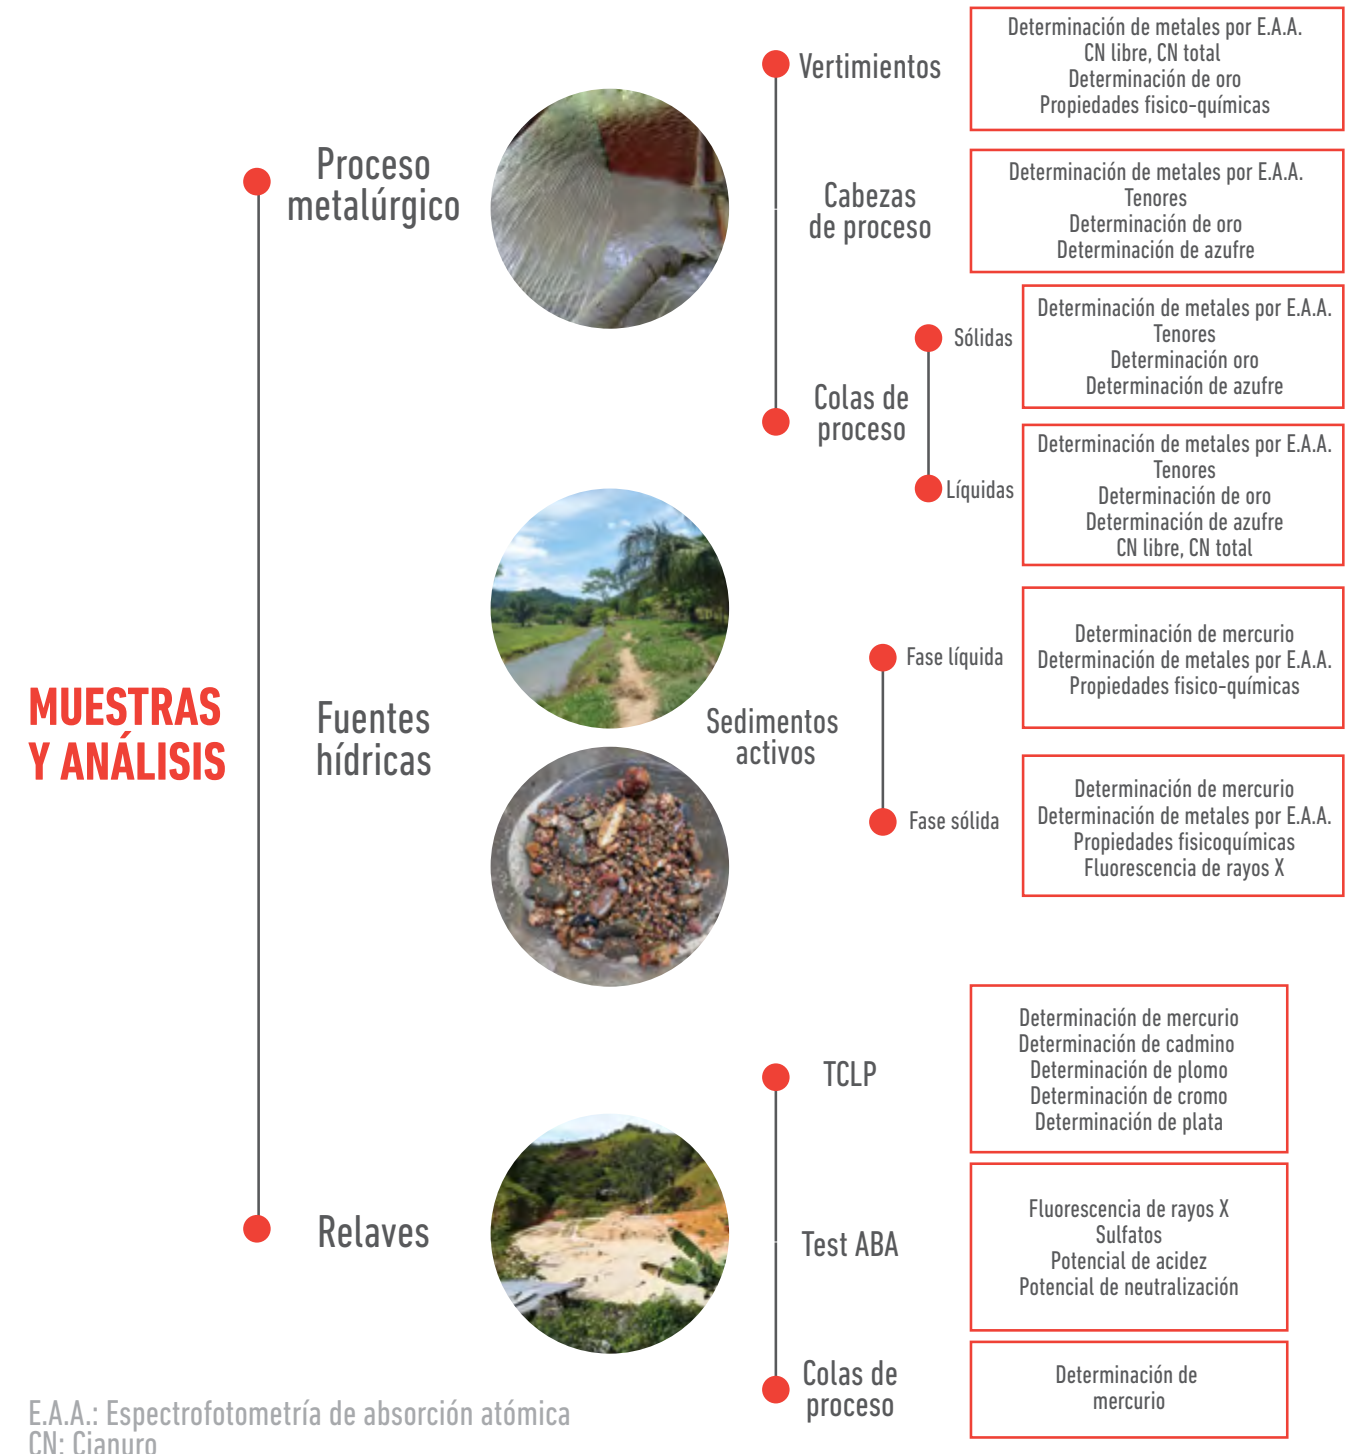 MUESTRAS
Y ANÁLISIS
Proceso
metalúrgico
Vertimientos
Determinación de metales por E.A.A.
CN libre, CN total
Determinación de oro
Propiedades fisico-químicas
Cabezas
de proceso
Determinación de metales por E.A.A.
Tenores
Determinación de oro
Determinación de azufre
Colas de
proceso
Sólidas
Determinación de metales por E.A.A.
Tenores
Determinación oro
Determinación de azufre
Líquidas
Determinación de metales por E.A.A.
Tenores
Determinación de oro
Determinación de azufre
CN libre, CN total
Fuentes
hídricas
Sedimentos
activos
Fase líquida
Determinación de mercurio
Determinación de metales por E.A.A.
Propiedades fisico-químicas
Fase sólida
Determinación de mercurio
Determinación de metales por E.A.A.
Propiedades fisicoquímicas
Fluorescencia de rayos X
Relaves
TCLP
Determinación de mercurio
Determinación de cadmino
Determinación de plomo
Determinación de cromo
Determinación de plata
Test ABA
Fluorescencia de rayos X
Sulfatos
Potencial de acidez
Potencial de neutralización
Colas de
proceso
Determinación de
mercurio
E.A.A.: Espectrofotometría de absorción atómica
CN: Cianuro